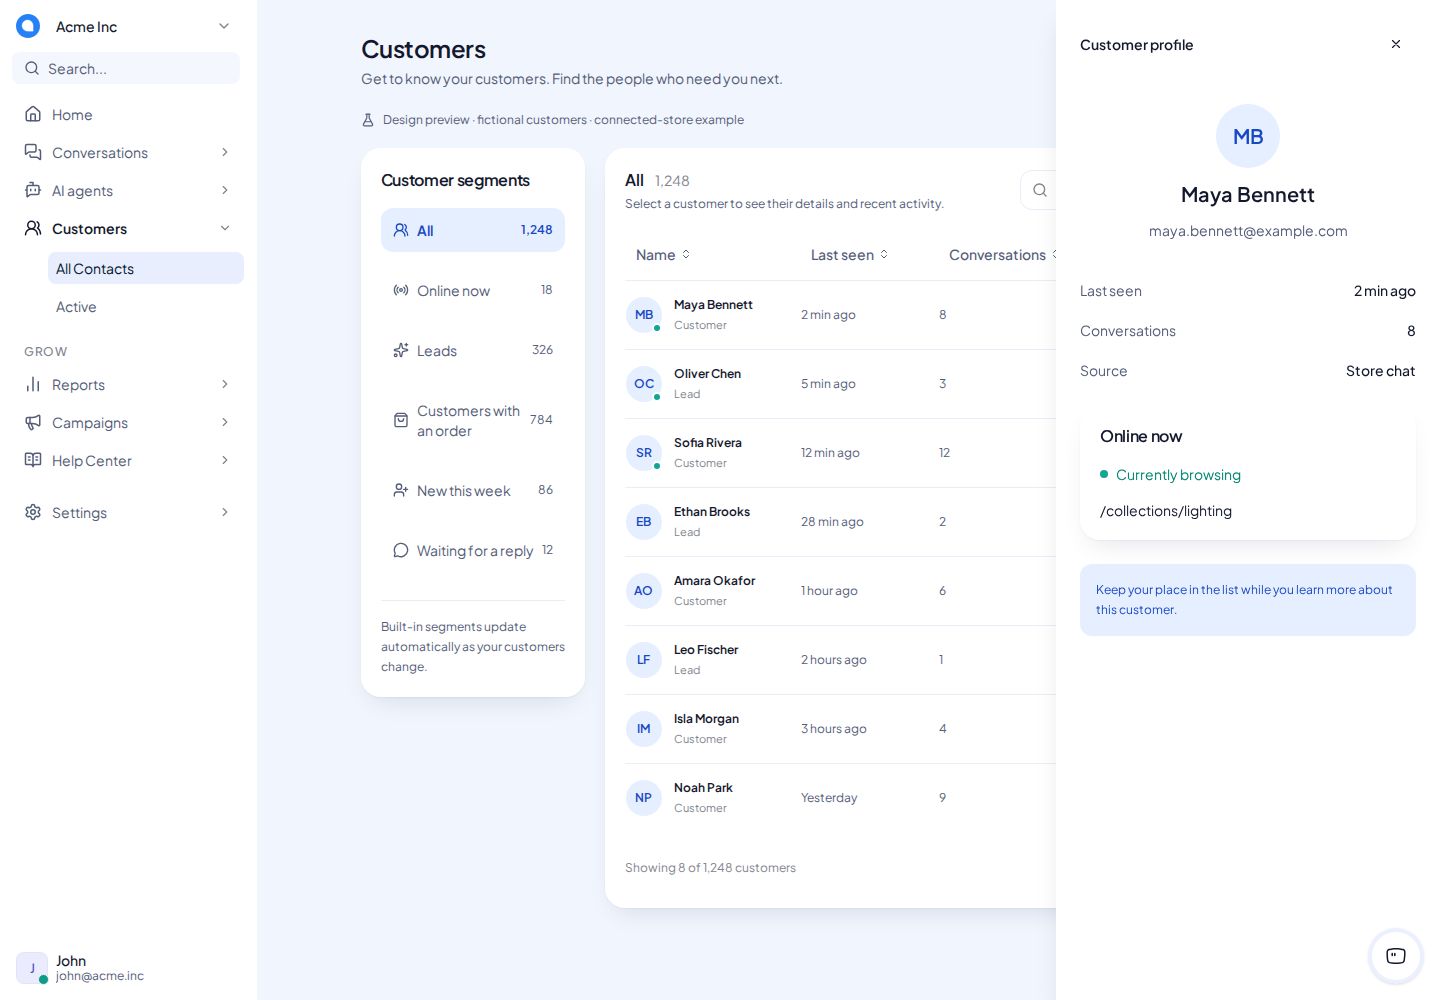 Acme Inc
Search...
Home
Conversations
AI agents
Customers
All Contacts
Active
GROW
Reports
Campaigns
Help Center
Settings
J
John
john@acme.inc
Customers
Get to know your customers. Find the people who need you next.
Design preview · fictional customers · connected-store example
Customer segments
All 1,248
Online now 18
Leads 326
Customers with
an order 784
New this week 86
Waiting for a reply 12
Built-in segments update
automatically as your customers
change.
All 1,248
Select a customer to see their details and recent activity.
Name Last seen Conversations
MB Maya Bennett 2 min ago 8
Customer
OC Oliver Chen 5 min ago 3
Lead
SR Sofia Rivera 12 min ago 12
Customer
EB Ethan Brooks 28 min ago 2
Lead
AO Amara Okafor 1 hour ago 6
Customer
LF Leo Fischer 2 hours ago 1
Lead
IM Isla Morgan 3 hours ago 4
Customer
NP Noah Park Yesterday 9
Customer
Showing 8 of 1,248 customers
Customer profile
MB
Maya Bennett
maya.bennett@example.com
Last seen 2 min ago
Conversations 8
Source Store chat
Online now
Currently browsing
/collections/lighting
Keep your place in the list while you learn more about
this customer.